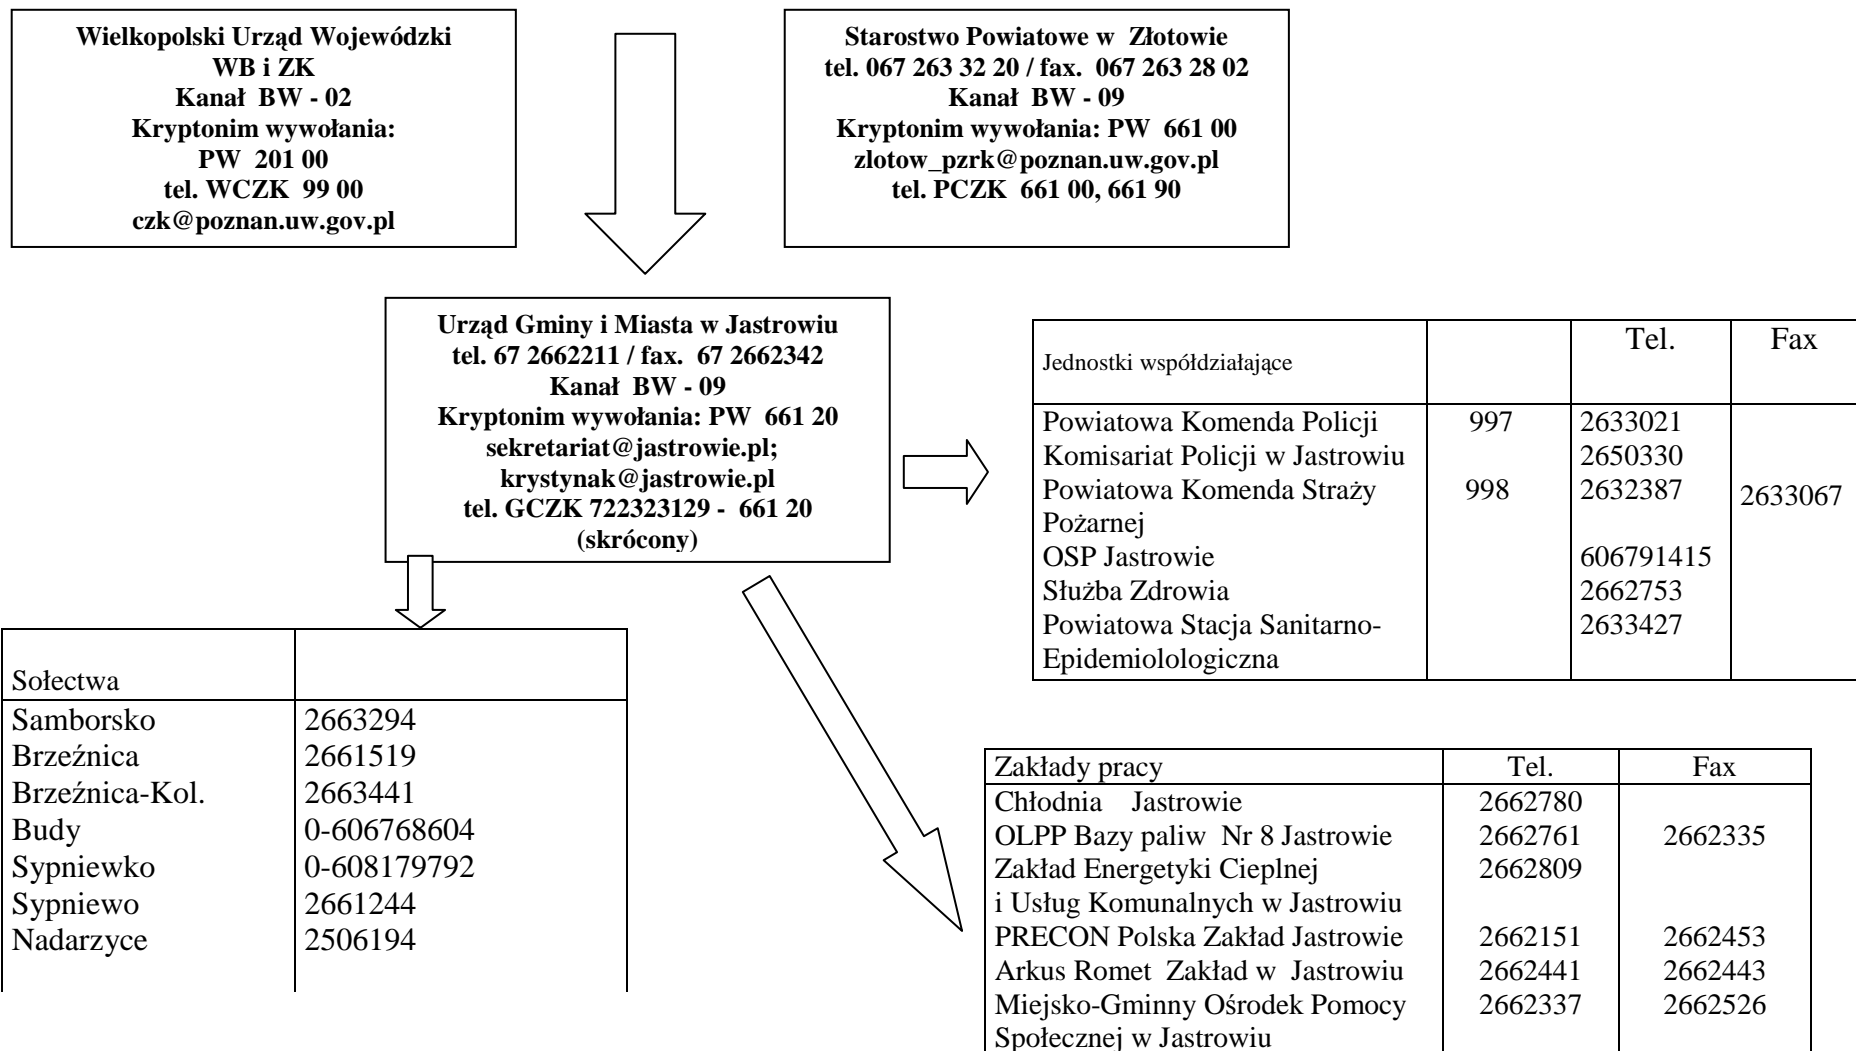 Wielkopolski Urząd Wojewódzki
WB i ZK
Kanał BW - 02
Kryptonim wywołania:
PW 201 00
tel. WCZK 99 00
czk@poznan.uw.gov.pl
Starostwo Powiatowe w Złotowie
tel. 067 263 32 20 / fax. 067 263 28 02
Kanał BW - 09
Kryptonim wywołania: PW 661 00
zlotow_pzrk@poznan.uw.gov.pl
tel. PCZK 661 00, 661 90
Urząd Gminy i Miasta w Jastrowiu
tel. 67 2662211 / fax. 67 2662342
Kanał BW - 09
Kryptonim wywołania: PW 661 20
sekretariat@jastrowie.pl;
krystynak@jastrowie.pl
tel. GCZK 722323129 - 661 20
(skrócony)
Jednostki współdziałające Tel. Fax
Powiatowa Komenda Policji 997 2633021
Komisariat Policji w Jastrowiu 2650330
Powiatowa Komenda Straży 998 2632387 2633067
Pożarnej
OSP Jastrowie 606791415
Służba Zdrowia 2662753
Powiatowa Stacja Sanitarno- 2633427
Epidemiolologiczna
Sołectwa
Samborsko 2663294
Brzeźnica 2661519
Brzeźnica-Kol. 2663441
Budy 0-606768604
Sypniewko 0-608179792
Sypniewo 2661244
Nadarzyce 2506194
Zakłady pracy Tel. Fax
Chłodnia Jastrowie 2662780
OLPP Bazy paliw Nr 8 Jastrowie 2662761 2662335
Zakład Energetyki Cieplnej 2662809
i Usług Komunalnych w Jastrowiu
PRECON Polska Zakład Jastrowie 2662151 2662453
Arkus Romet Zakład w Jastrowiu 2662441 2662443
Miejsko-Gminny Ośrodek Pomocy 2662337 2662526
Społecznej w Jastrowiu